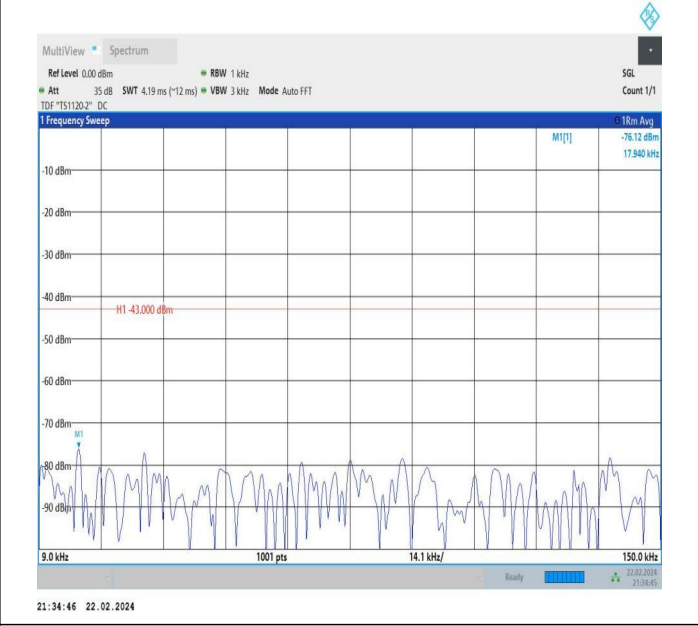 MultiView Spectrum
Ref Level 0.00 dBm RBW 1 kHz SGL
Att 35 dB SWT 4.19 ms (~12 ms) VBW 3 kHz Mode Auto FFT Count 1/1
TDF "TS1120-2" DC
1 Frequency Sweep 1Rm Avg
M1[1] -76.12 dBm
17.940 kHz
-10 dBm
-20 dBm
-30 dBm
-40 dBm
H1 -43.000 dBm
-50 dBm
-60 dBm
-70 dBm
M1
-80 dBm
-90 dBm
9.0 kHz 1001 pts 14.1 kHz/ 150.0 kHz
Ready 22.02.2024
21:34:45
21:34:46 22.02.2024